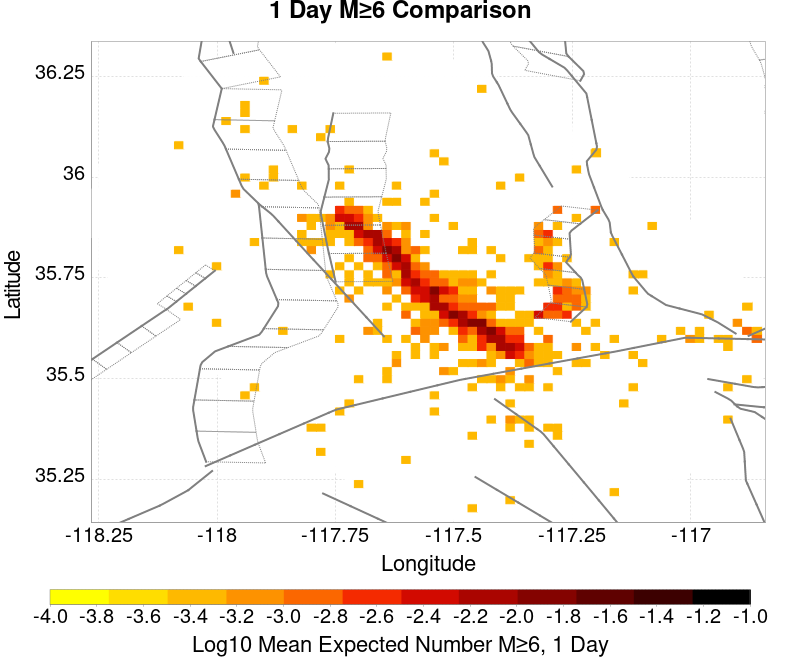 1 Day M≥6 Comparison
36.25
36
35.75
35.5
35.25
Latitude
-118.25 -118 -117.75 -117.5 -117.25 -117
Longitude
-4.0 -3.8 -3.6 -3.4 -3.2 -3.0 -2.8 -2.6 -2.4 -2.2 -2.0 -1.8 -1.6 -1.4 -1.2 -1.0
Log10 Mean Expected Number M≥6, 1 Day